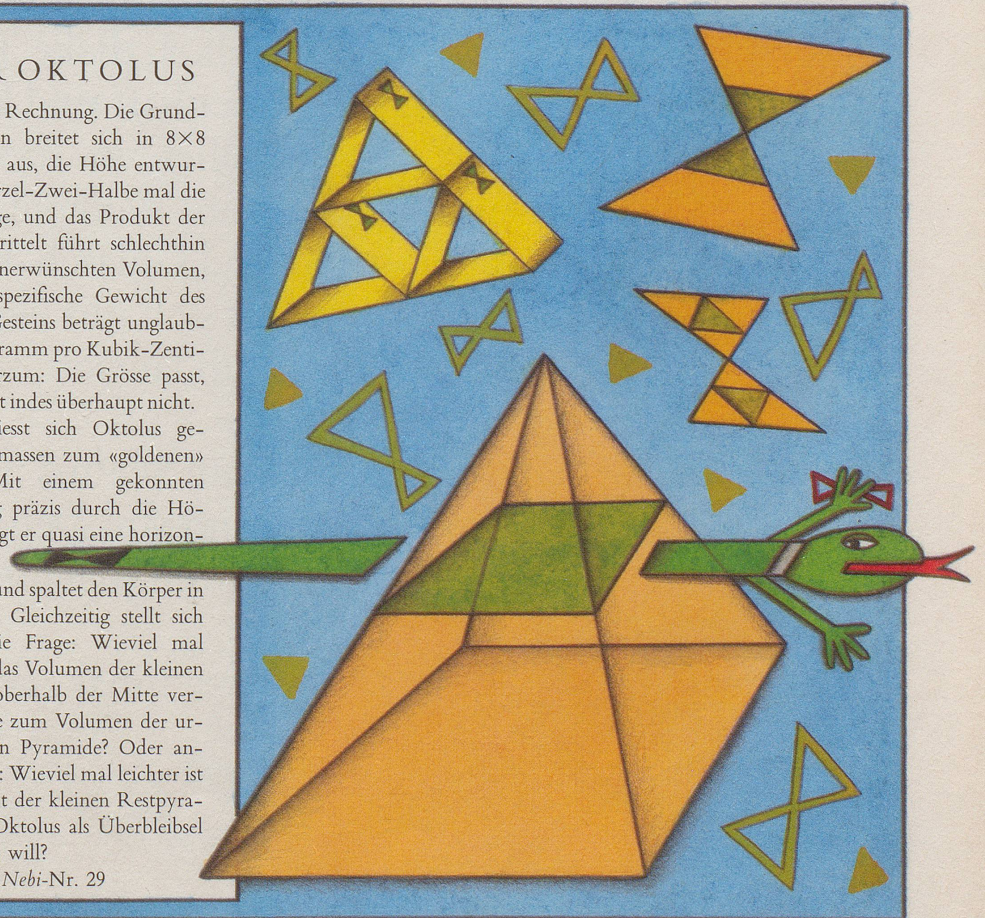 OKTOLUS
Rechnung. Die Grund-
n breitet sich in 8×8
aus, die Höhe entwur-
rzel-Zwei-Halbe mal die
ge, und das Produkt der
rittelt führt schlechthin
nerwünschten Volumen,
spezifische Gewicht des
Gesteins beträgt unglaub-
ramm pro Kubik-Zenti-
rzum: Die Grösse passt,
t indes überhaupt nicht.
iesst sich Oktolus ge-
massen zum «goldenen»
Mit einem gekonnten
g präzis durch die Hö-
gt er quasi eine horizon-
und spaltet den Körper in
Gleichzeitig stellt sich
ie Frage: Wieviel mal
das Volumen der kleinen
oberhalb der Mitte ver-
e zum Volumen der ur-
n Pyramide? Oder an-
: Wieviel mal leichter ist
t der kleinen Restpyra-
Oktolus als Überbleibsel
will?
Nebi-Nr. 29